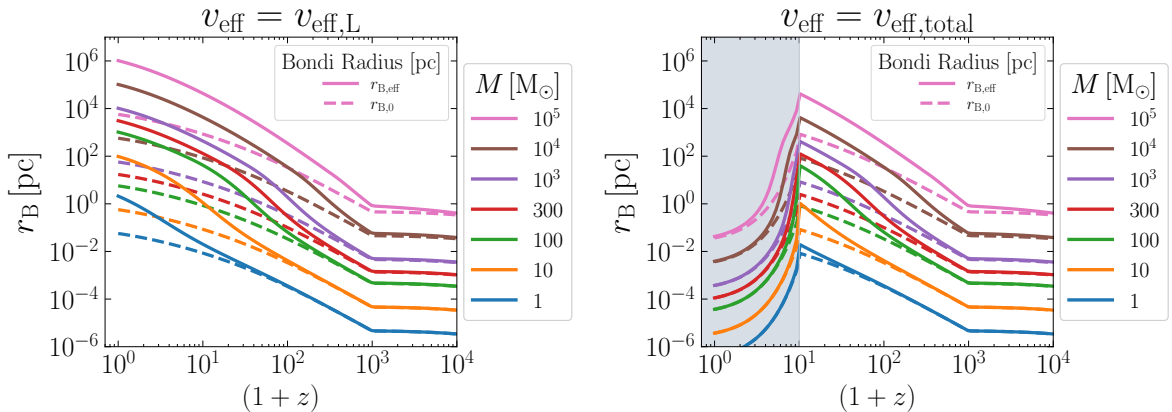 v_eff = v_eff,L
r_B [pc]
10^6
10^4
10^2
10^0
10^−2
10^−4
10^−6
Bondi Radius [pc]
r_B,eff
r_B,0
10^0 10^1 10^2 10^3 10^4
(1 + z)
M [M_⊙]
10^5
10^4
10^3
300
100
10
1
v_eff = v_eff,total
r_B [pc]
10^6
10^4
10^2
10^0
10^−2
10^−4
10^−6
Bondi Radius [pc]
r_B,eff
r_B,0
10^0 10^1 10^2 10^3 10^4
(1 + z)
M [M_⊙]
10^5
10^4
10^3
300
100
10
1